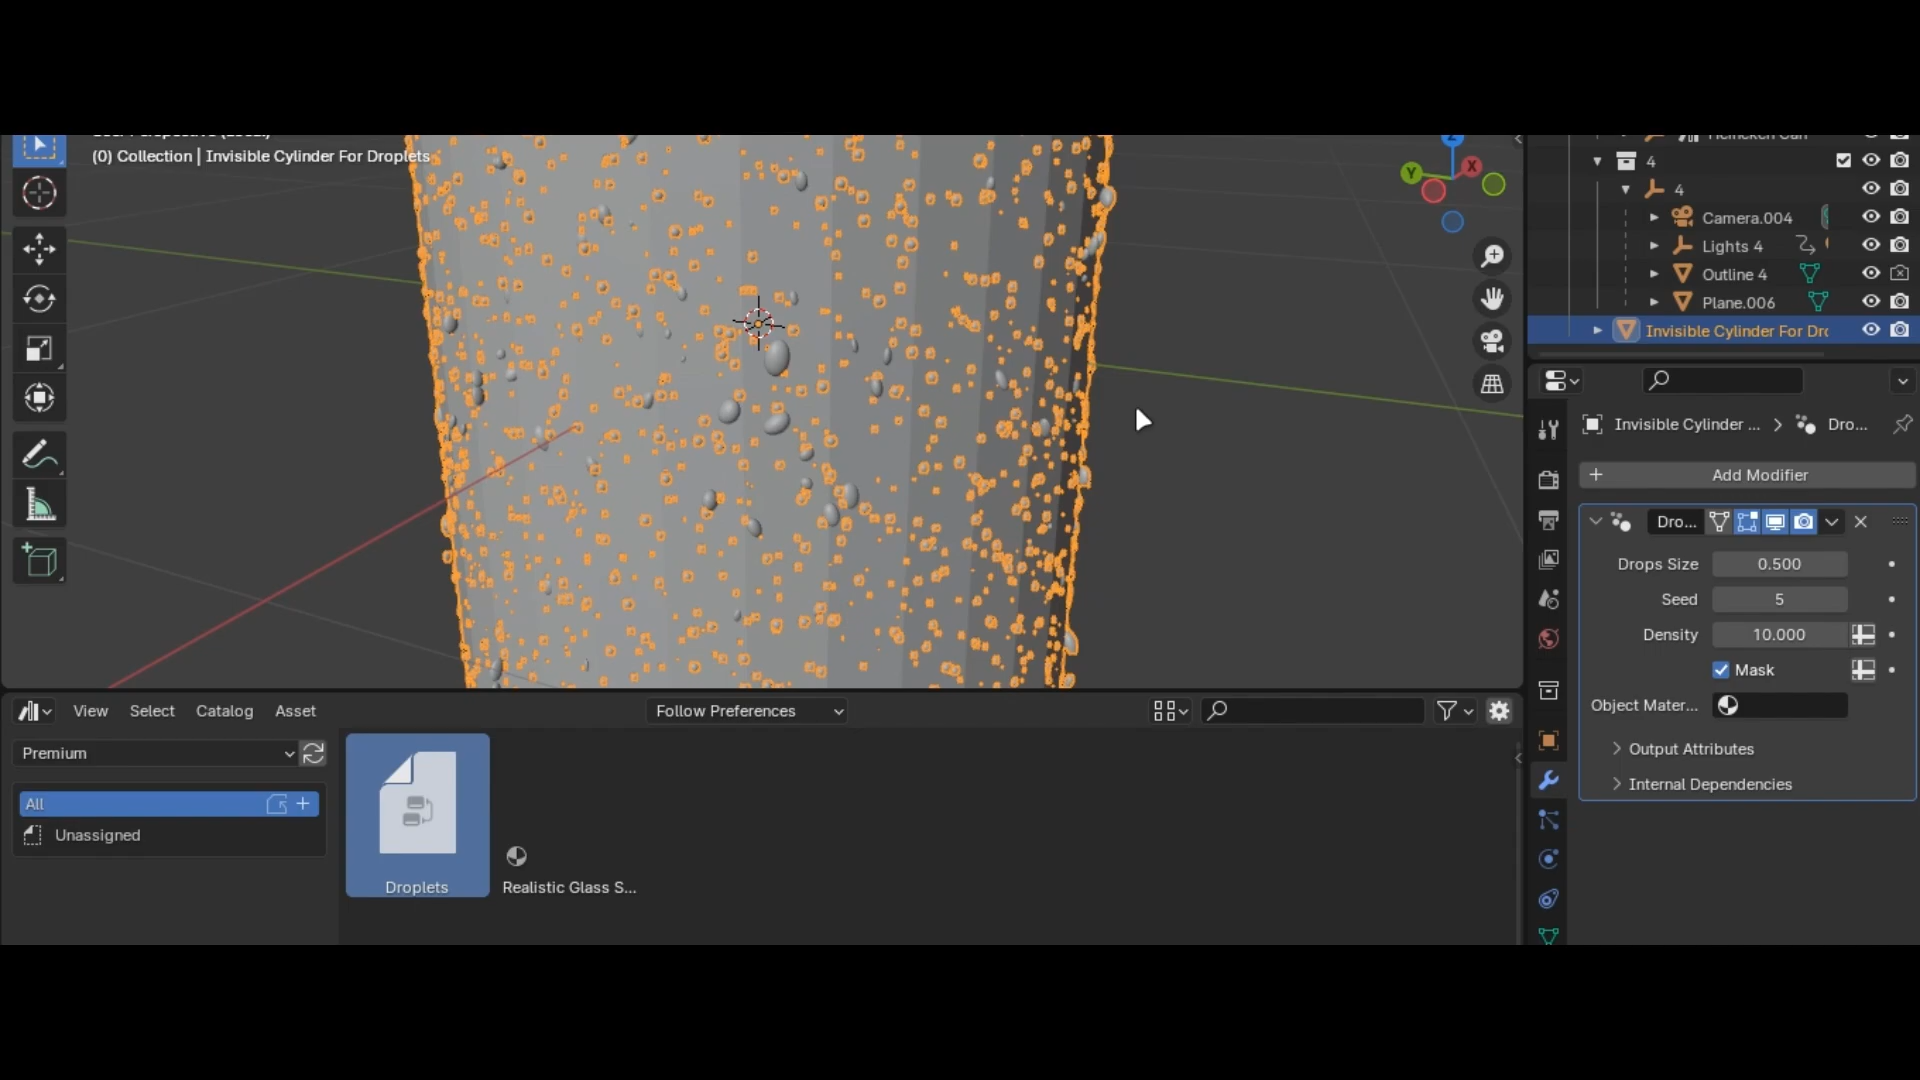 (0) Collection | Invisible Cylinder For Droplets
Z
Y
X
4
4
Camera.004
Lights 4
Outline 4
Plane.006
Invisible Cylinder For Dro
Invisible Cylinder ...
Dro...
Add Modifier
Dro...
Drops Size 0.500
Seed 5
Density 10.000
Mask
Object Mater...
Output Attributes
Internal Dependencies
View Select Catalog Asset
Follow Preferences
Premium
All
Unassigned
Droplets
Realistic Glass S...